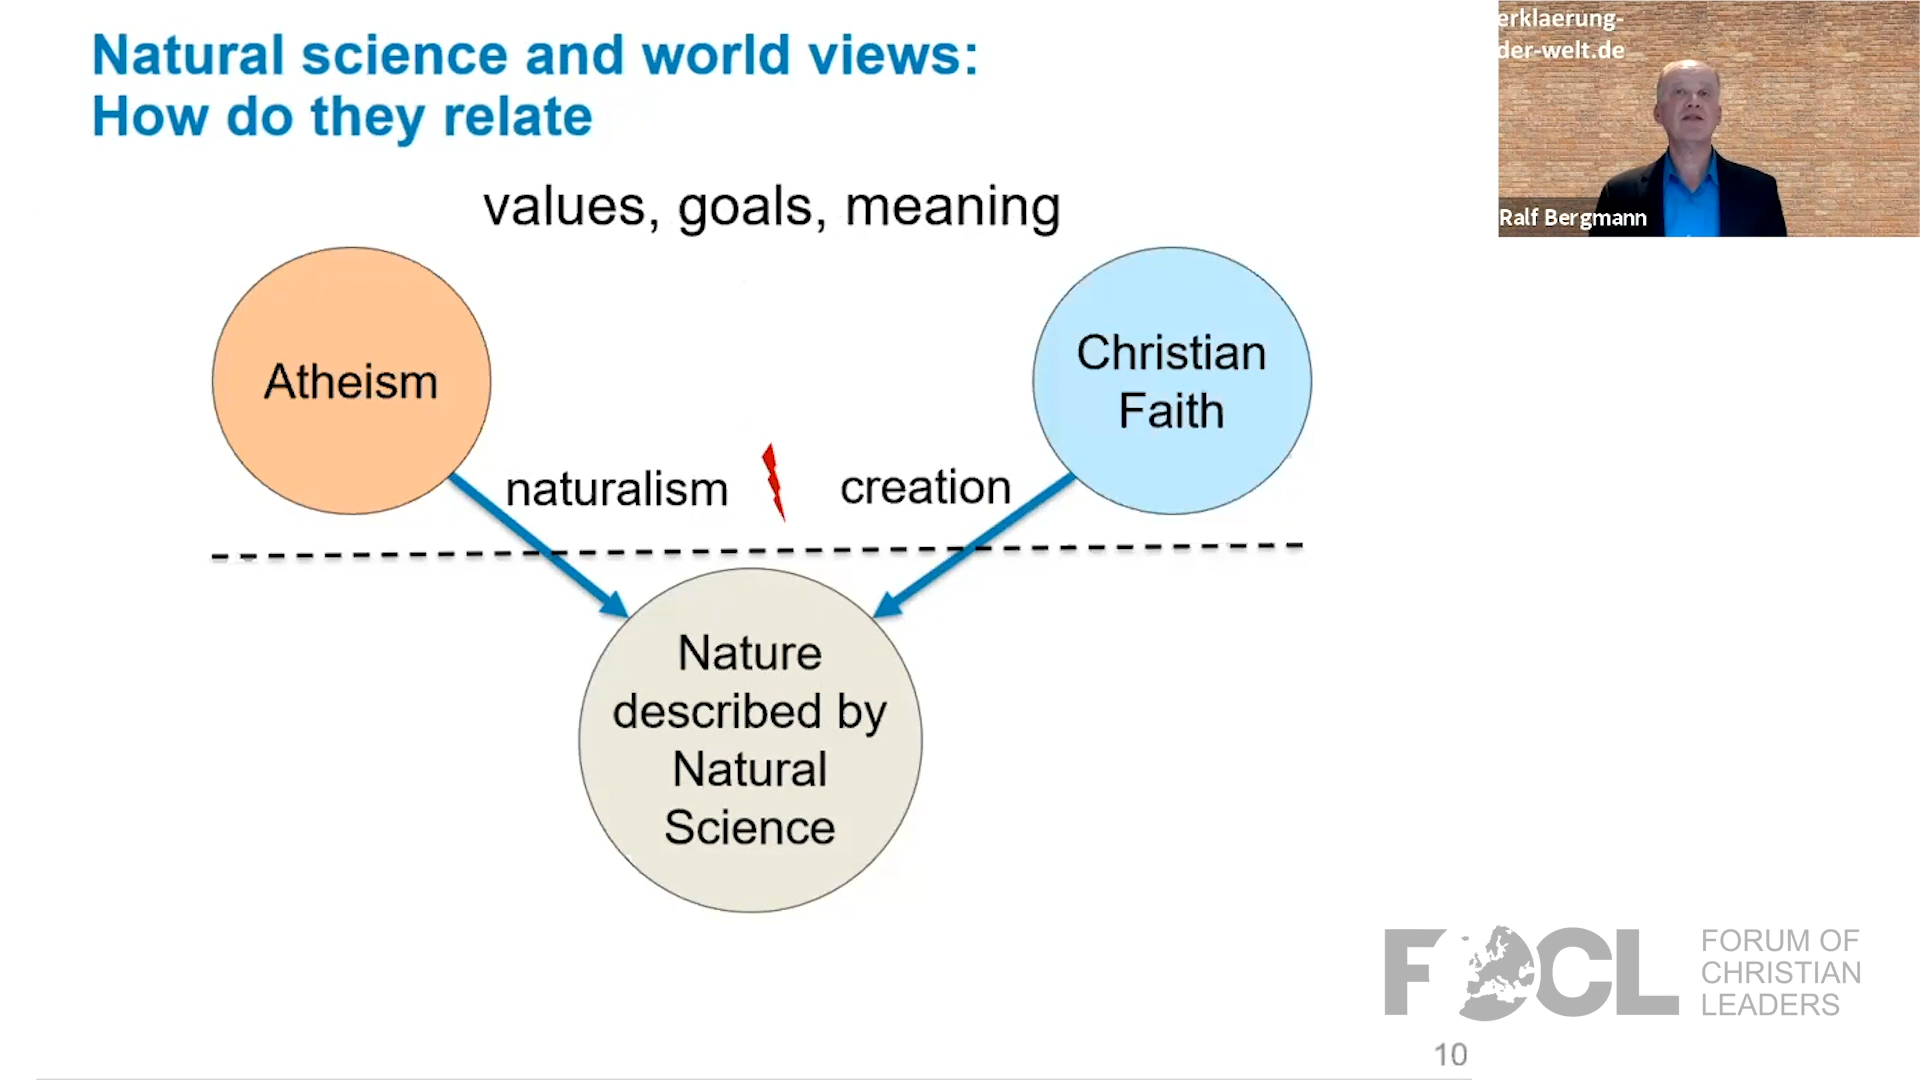 Natural science and world views:
How do they relate
values, goals, meaning
Atheism
Christian
Faith
naturalism
creation
Nature
described by
Natural
Science
erklaerung-
der-welt.de
Ralf Bergmann
FOCL
FORUM OF
CHRISTIAN
LEADERS
10